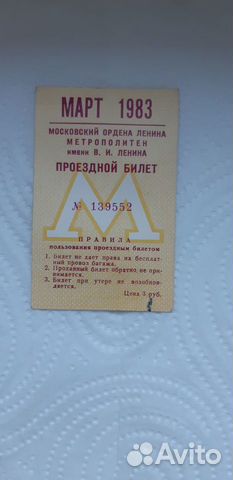 МАРТ 1983
МОСКОВСКИЙ ОРДЕНА ЛЕНИНА
МЕТРОПОЛИТЕН
ИМЕНИ В. И. ЛЕНИНА
ПРОЕЗДНОЙ БИЛЕТ
М
№ 139552
ПРАВИЛА
пользования проездным билетом
1. Билет не дает права на бесплат-
ный провоз багажа.
2. Проданный билет обратно не при-
нимается.
3. Билет при утере не возобнов-
ляется.
Цена 5 руб.
Avito